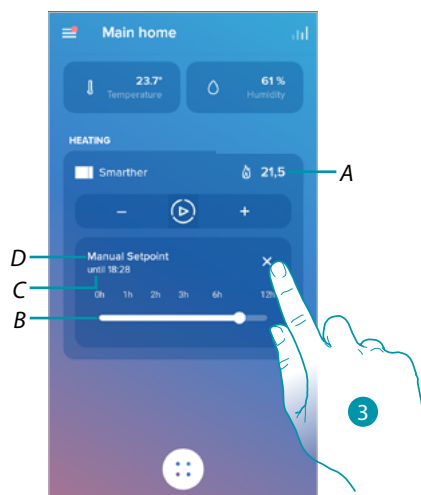 Main home
23.7°
Temperature
61 %
Humidity
HEATING
Smarther
21,5
A
−
+
D
Manual Setpoint
until 18:28
C
0h 1h 2h 3h 6h 12h
B
3